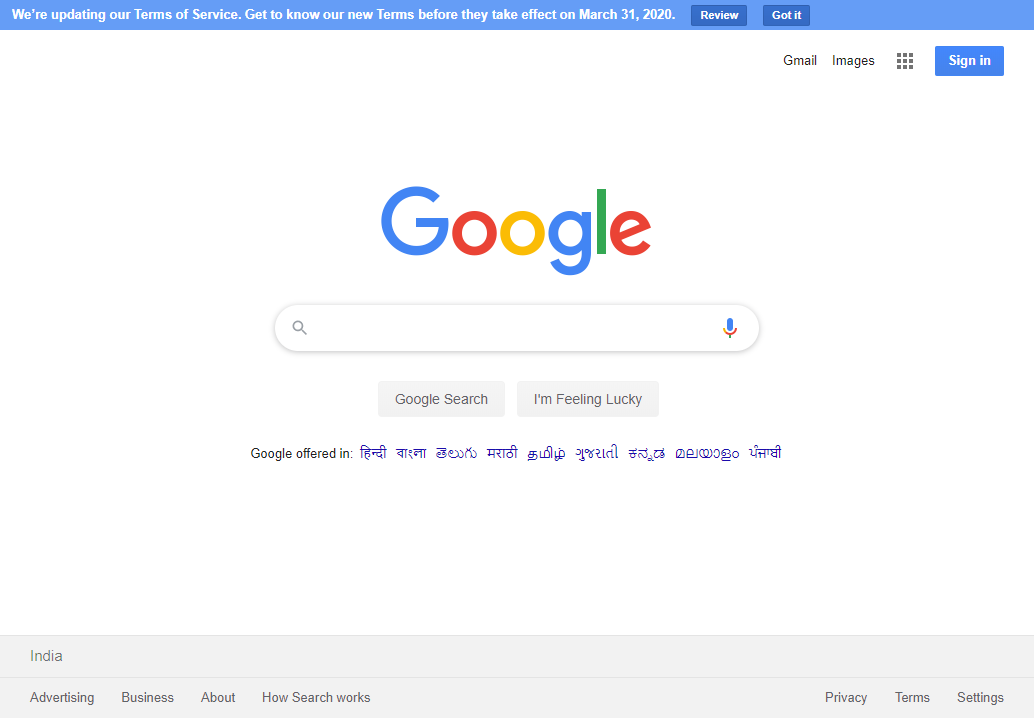 We're updating our Terms of Service. Get to know our new Terms before they take effect on March 31, 2020. Review Got it
Gmail Images Sign in
Google
Google Search I'm Feeling Lucky
Google offered in: हिन्दी বাংলা తెలుగు मराठी தமிழ் ગુજરાતી ಕನ್ನಡ മലയാളം ਪੰਜਾਬੀ
India
Advertising Business About How Search works Privacy Terms Settings